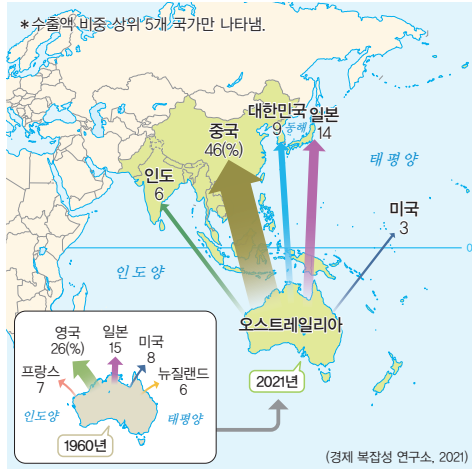 *수출액 비중 상위 5개 국가만 나타냄.
대한민국
9
동해
일본
14
중국
46(%)
인도
6
태평양
미국
3
0
인도양
오스트레일리아
2021년
영국
26(%)
일본
15
미국
8
프랑스
7
뉴질랜드
6
인도양
태평양
1960년
(경제 복잡성 연구소, 2021)